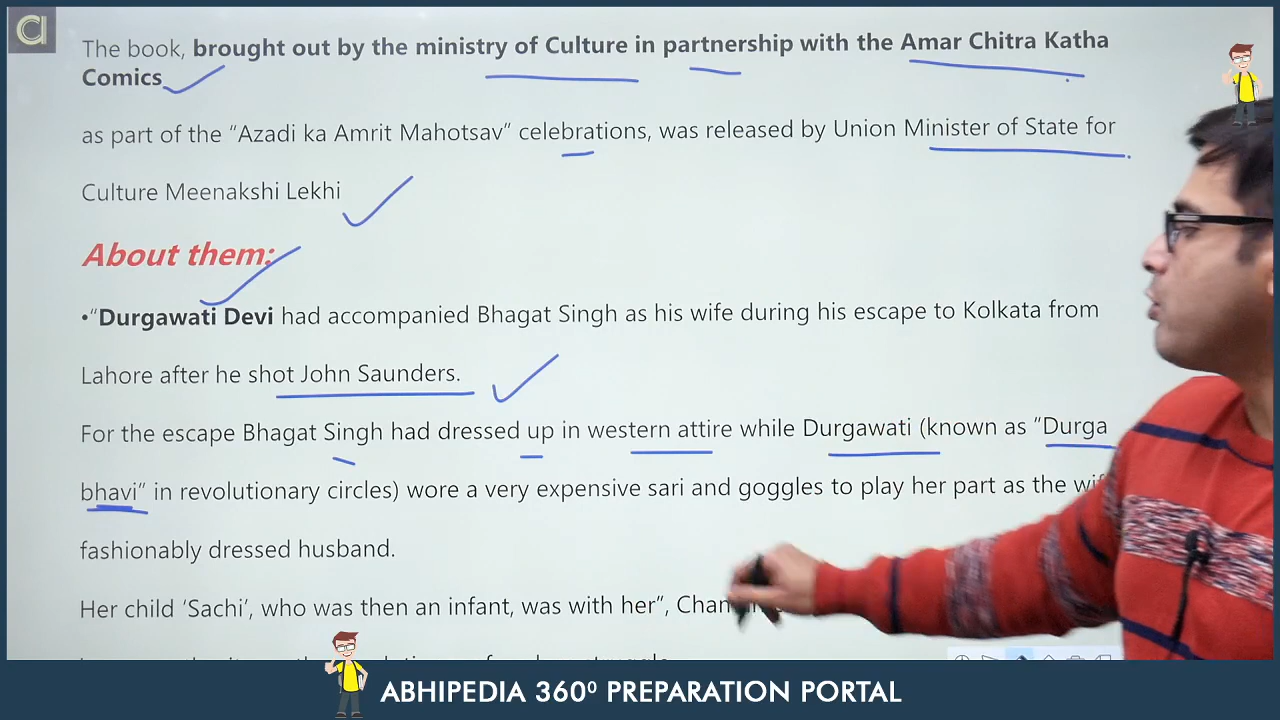 The book, brought out by the ministry of Culture in partnership with the Amar Chitra Katha
Comics
as part of the “Azadi ka Amrit Mahotsav” celebrations, was released by Union Minister of State for
Culture Meenakshi Lekhi
About them:
•“Durgawati Devi had accompanied Bhagat Singh as his wife during his escape to Kolkata from
Lahore after he shot John Saunders.
For the escape Bhagat Singh had dressed up in western attire while Durgawati (known as “Durga
bhavi” in revolutionary circles) wore a very expensive sari and goggles to play her part as the
fashionably dressed husband.
Her child ‘Sachi’, who was then an infant, was with her”,
ABHIPEDIA 360⁰ PREPARATION PORTAL